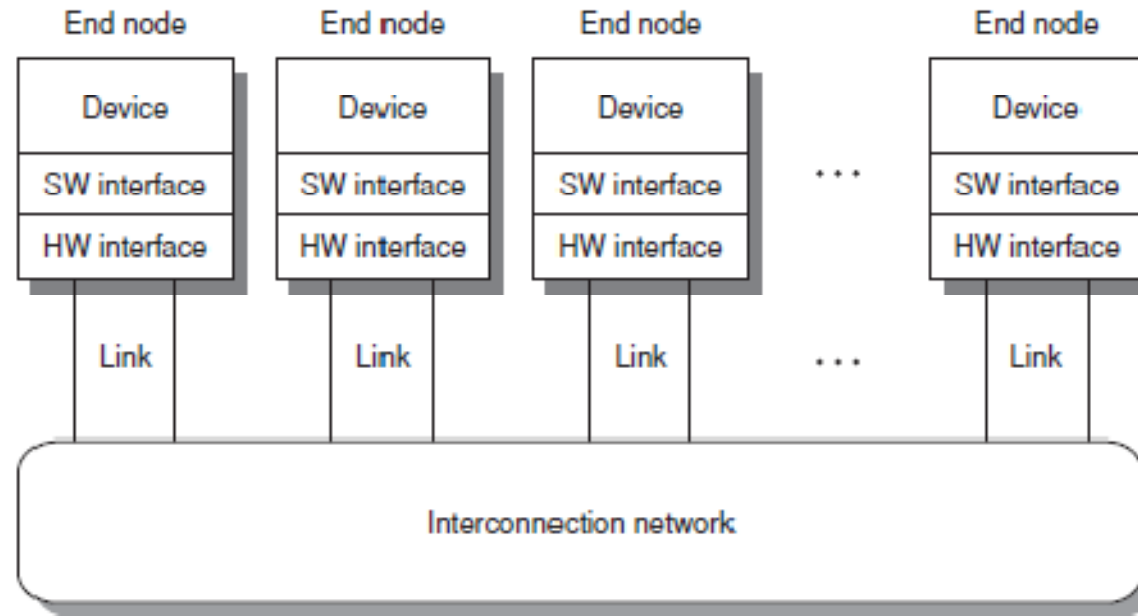 End node End node End node End node
Device Device Device Device
SW interface SW interface SW interface ... SW interface
HW interface HW interface HW interface HW interface
Link Link Link ... Link
Interconnection network